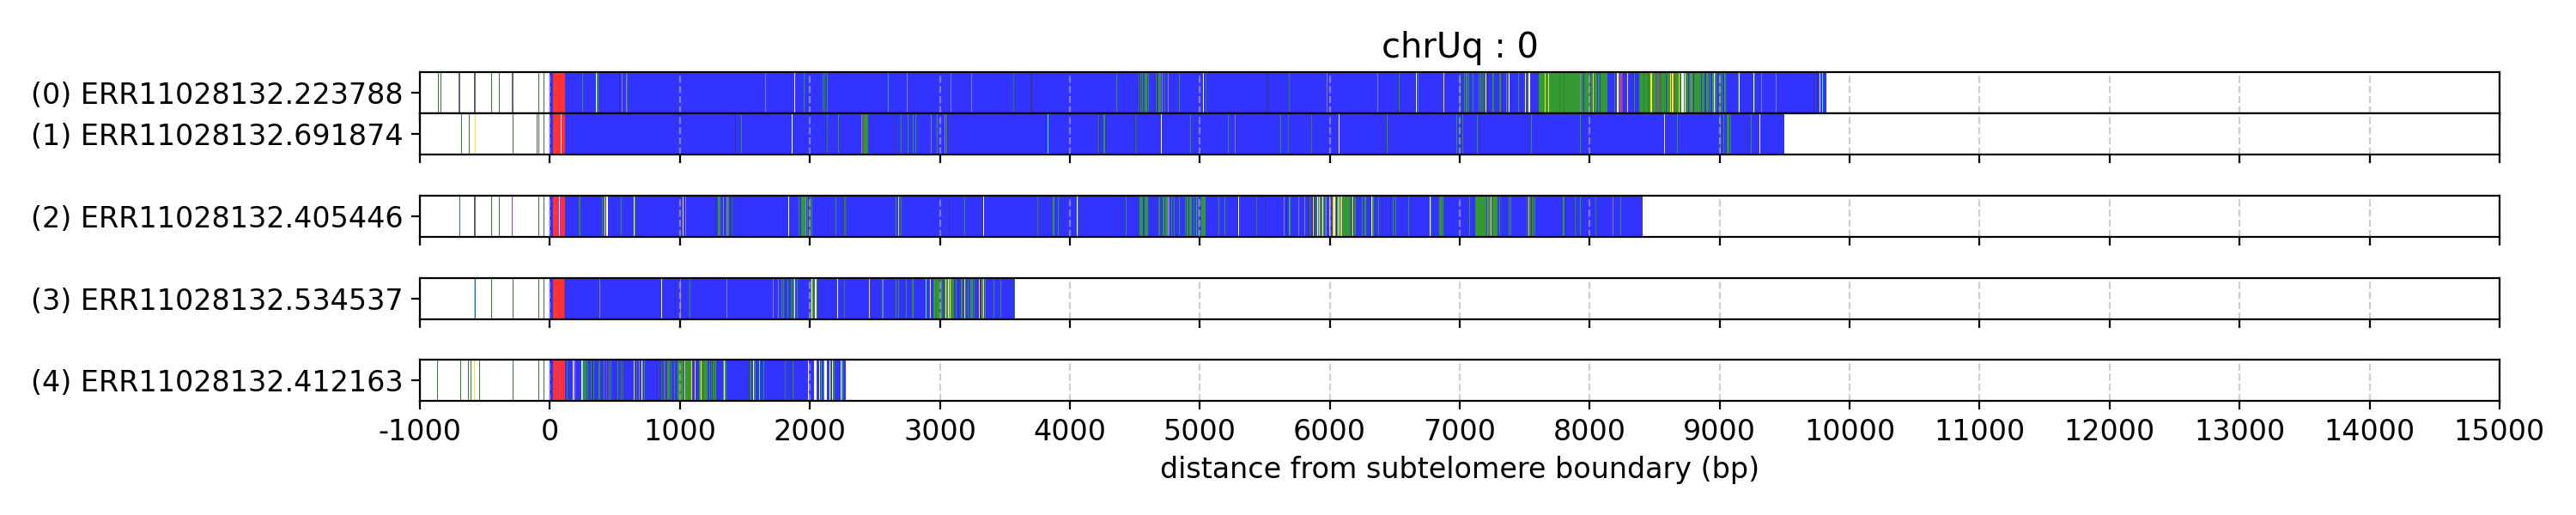 chrUq : 0
(0) ERR11028132.223788
(1) ERR11028132.691874
(2) ERR11028132.405446
(3) ERR11028132.534537
(4) ERR11028132.412163
-1000 0 1000 2000 3000 4000 5000 6000 7000 8000 9000 10000 11000 12000 13000 14000 15000
distance from subtelomere boundary (bp)